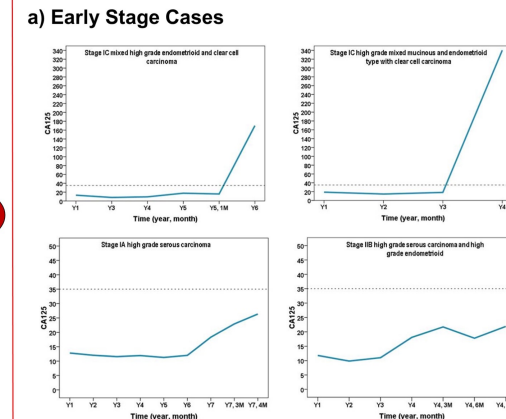 a) Early Stage Cases
Stage IC mixed high grade endometrioid and clear cell
carcinoma
340
320
300
280
260
240
220
200
180
160
140
120
100
80
60
40
20
0
CA125
Y1 Y3 Y4 Y5 Y5, 1M Y6
Time (year, month)
Stage IC high grade mixed mucinous and endometrioid
type with clear cell carcinoma
340
320
300
280
260
240
220
200
180
160
140
120
100
80
60
40
20
0
CA125
Y1 Y2 Y3 Y4
Time (year, month)
Stage IA high grade serous carcinoma
50
45
40
35
30
25
20
15
10
5
0
CA125
Y1 Y2 Y3 Y4 Y5 Y6 Y7 Y7, 3M Y7, 4M
Time (year, month)
Stage IIB high grade serous carcinoma and high
grade endometrioid
50
45
40
35
30
25
20
15
10
5
0
CA125
Y1 Y2 Y3 Y4 Y4, 3M Y4, 6M
Time (year, month)